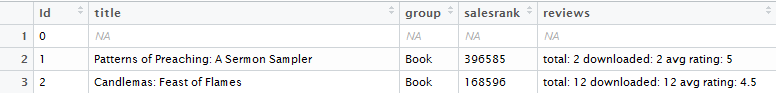 Id title group salesrank reviews
1 0 NA NA NA NA
2 1 Patterns of Preaching: A Sermon Sampler Book 396585 total: 2 downloaded: 2 avg rating: 5
3 2 Candlemas: Feast of Flames Book 168596 total: 12 downloaded: 12 avg rating: 4.5